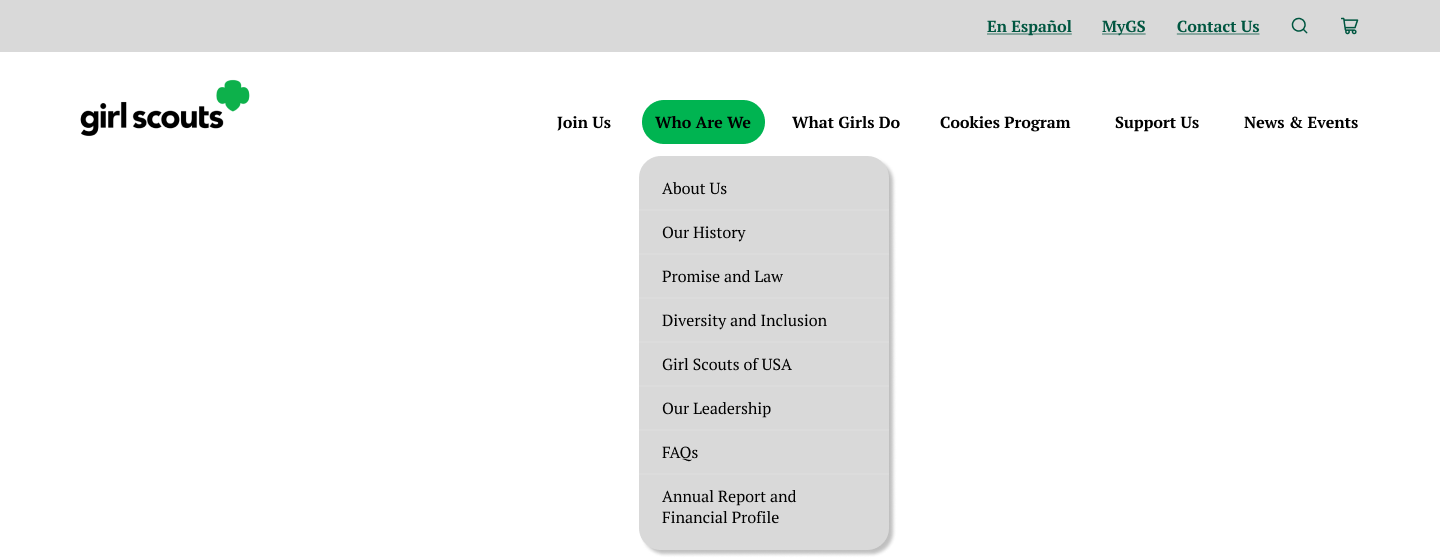 En Español
MyGS
Contact Us
girl scouts
Join Us
Who Are We
What Girls Do
Cookies Program
Support Us
News & Events
About Us
Our History
Promise and Law
Diversity and Inclusion
Girl Scouts of USA
Our Leadership
FAQs
Annual Report and
Financial Profile